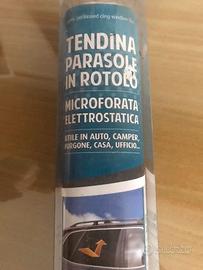 TENDINA
PARASOLE
IN ROTOLO
MICROFORATA
ELETTROSTATICA
UTILE IN AUTO, CAMPER,
FURGONE, CASA, UFFICIO...